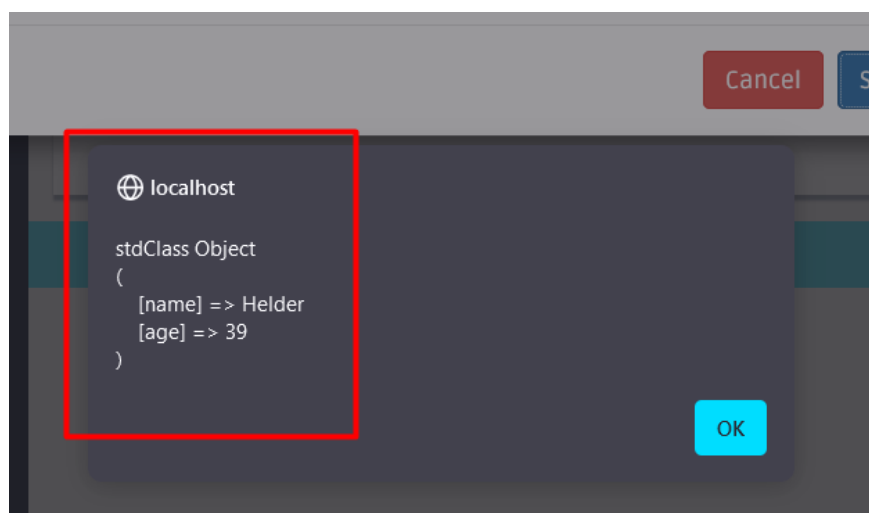 Cancel
S
localhost
stdClass Object
(
[name] => Helder
[age] => 39
)
OK